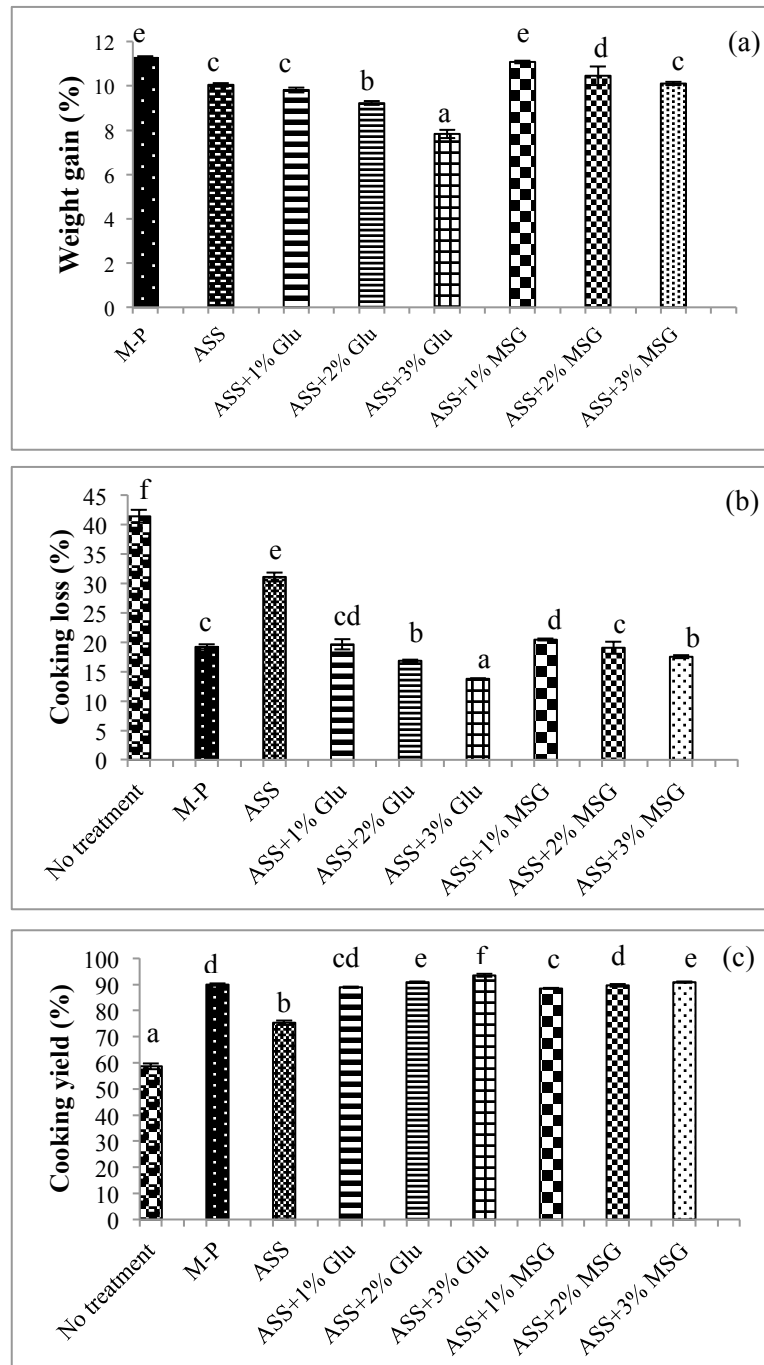 (a)
Weight gain (%)
12
10
8
6
4
2
0
e
c
c
b
a
e
d
c
M-P
ASS
ASS+1% Glu
ASS+2% Glu
ASS+3% Glu
ASS+1% MSG
ASS+2% MSG
ASS+3% MSG
(b)
Cooking loss (%)
45
40
35
30
25
20
15
10
5
0
f
c
e
cd
b
a
d
c
b
No treatment
M-P
ASS
ASS+1% Glu
ASS+2% Glu
ASS+3% Glu
ASS+1% MSG
ASS+2% MSG
ASS+3% MSG
(c)
Cooking yield (%)
100
90
80
70
60
50
40
30
20
10
0
a
d
b
cd
e
f
c
d
e
No treatment
M-P
ASS
ASS+1% Glu
ASS+2% Glu
ASS+3% Glu
ASS+1% MSG
ASS+2% MSG
ASS+3% MSG